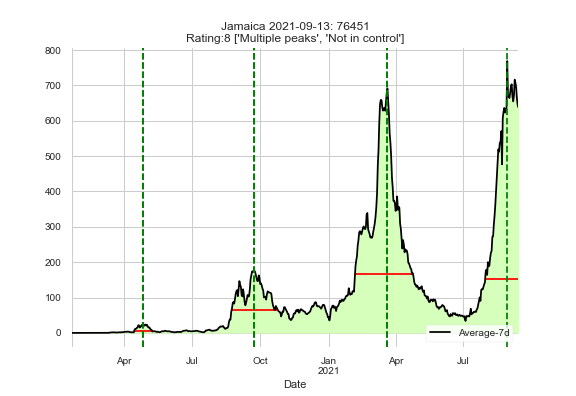 Jamaica 2021-09-13: 76451
Rating:8 ['Multiple peaks', 'Not in control']
800
700
600
500
400
300
200
100
0
Average-7d
Apr
Jul
Oct
Jan
2021
Apr
Jul
Date